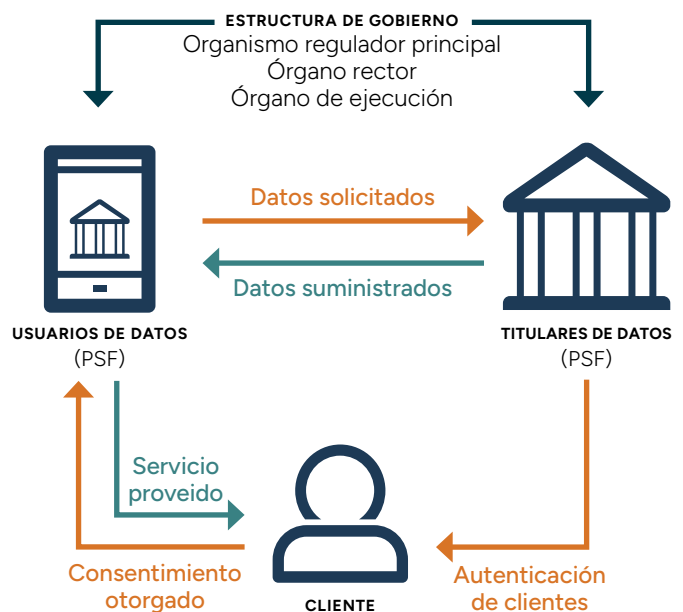 ESTRUCTURA DE GOBIERNO
Organismo regulador principal
Órgano rector
Órgano de ejecución
Datos solicitados
Datos suministrados
USUARIOS DE DATOS
(PSF)
TITULARES DE DATOS
(PSF)
Servicio
proveido
Consentimiento
otorgado
CLIENTE
Autenticación
de clientes